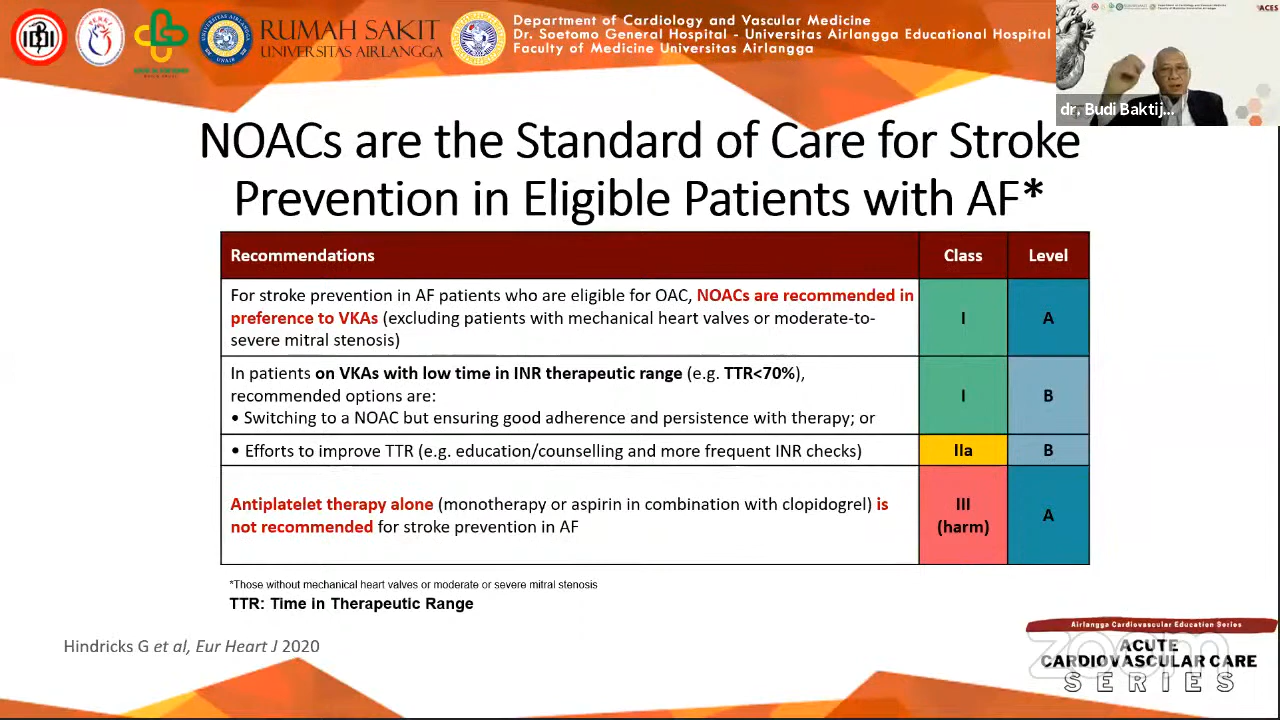 RUMAH SAKIT
UNIVERSITAS AIRLANGGA
Department of Cardiology and Vascular Medicine
Dr. Soetomo General Hospital - Universitas Airlangga Educational Hospital
Faculty of Medicine Universitas Airlangga
ACES
dr, Budi Baktij...
NOACs are the Standard of Care for Stroke
Prevention in Eligible Patients with AF*
Recommendations Class Level
For stroke prevention in AF patients who are eligible for OAC, NOACs are recommended in
preference to VKAs (excluding patients with mechanical heart valves or moderate-to-
severe mitral stenosis)
I A
In patients on VKAs with low time in INR therapeutic range (e.g. TTR<70%),
recommended options are:
• Switching to a NOAC but ensuring good adherence and persistence with therapy; or
I B
• Efforts to improve TTR (e.g. education/counselling and more frequent INR checks) IIa B
Antiplatelet therapy alone (monotherapy or aspirin in combination with clopidogrel) is
not recommended for stroke prevention in AF
III
(harm)
A
*Those without mechanical heart valves or moderate or severe mitral stenosis
TTR: Time in Therapeutic Range
Hindricks G et al, Eur Heart J 2020
Airlangga Cardiovascular Education Series
zoom
ACUTE
CARDIOVASCULAR CARE
SERIES